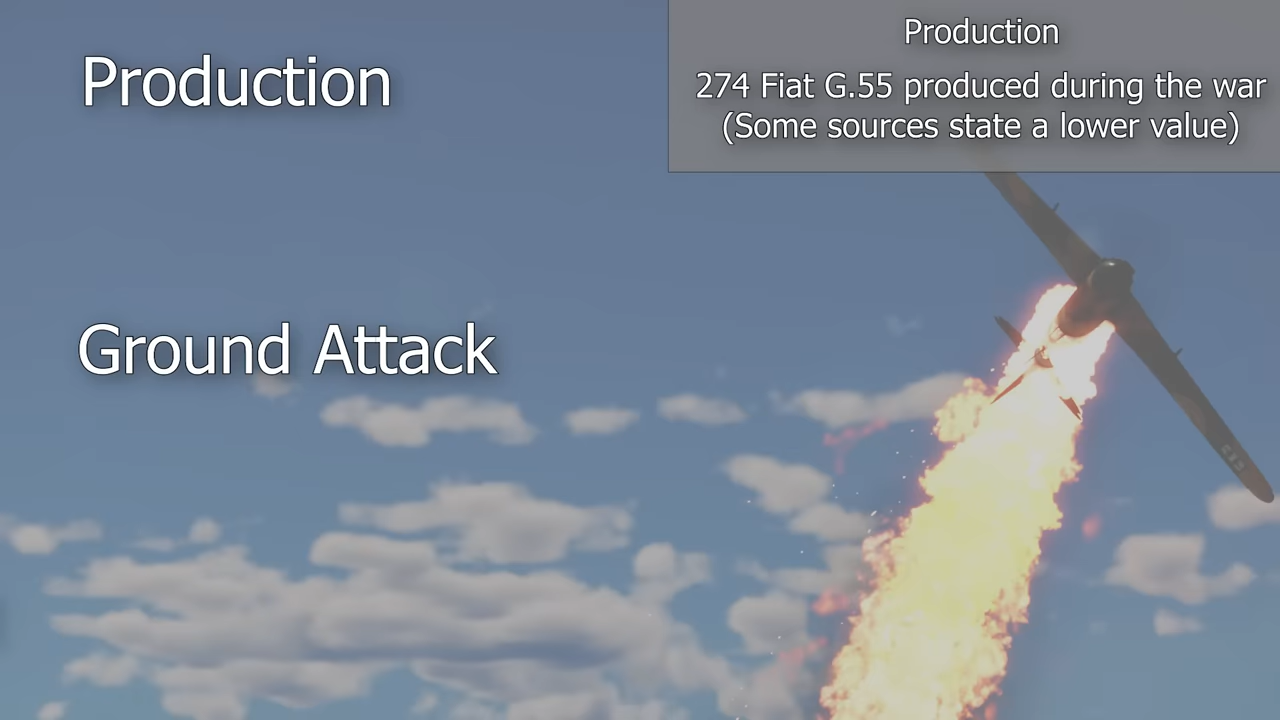 Production
Ground Attack
Production
274 Fiat G.55 produced during the war
(Some sources state a lower value)